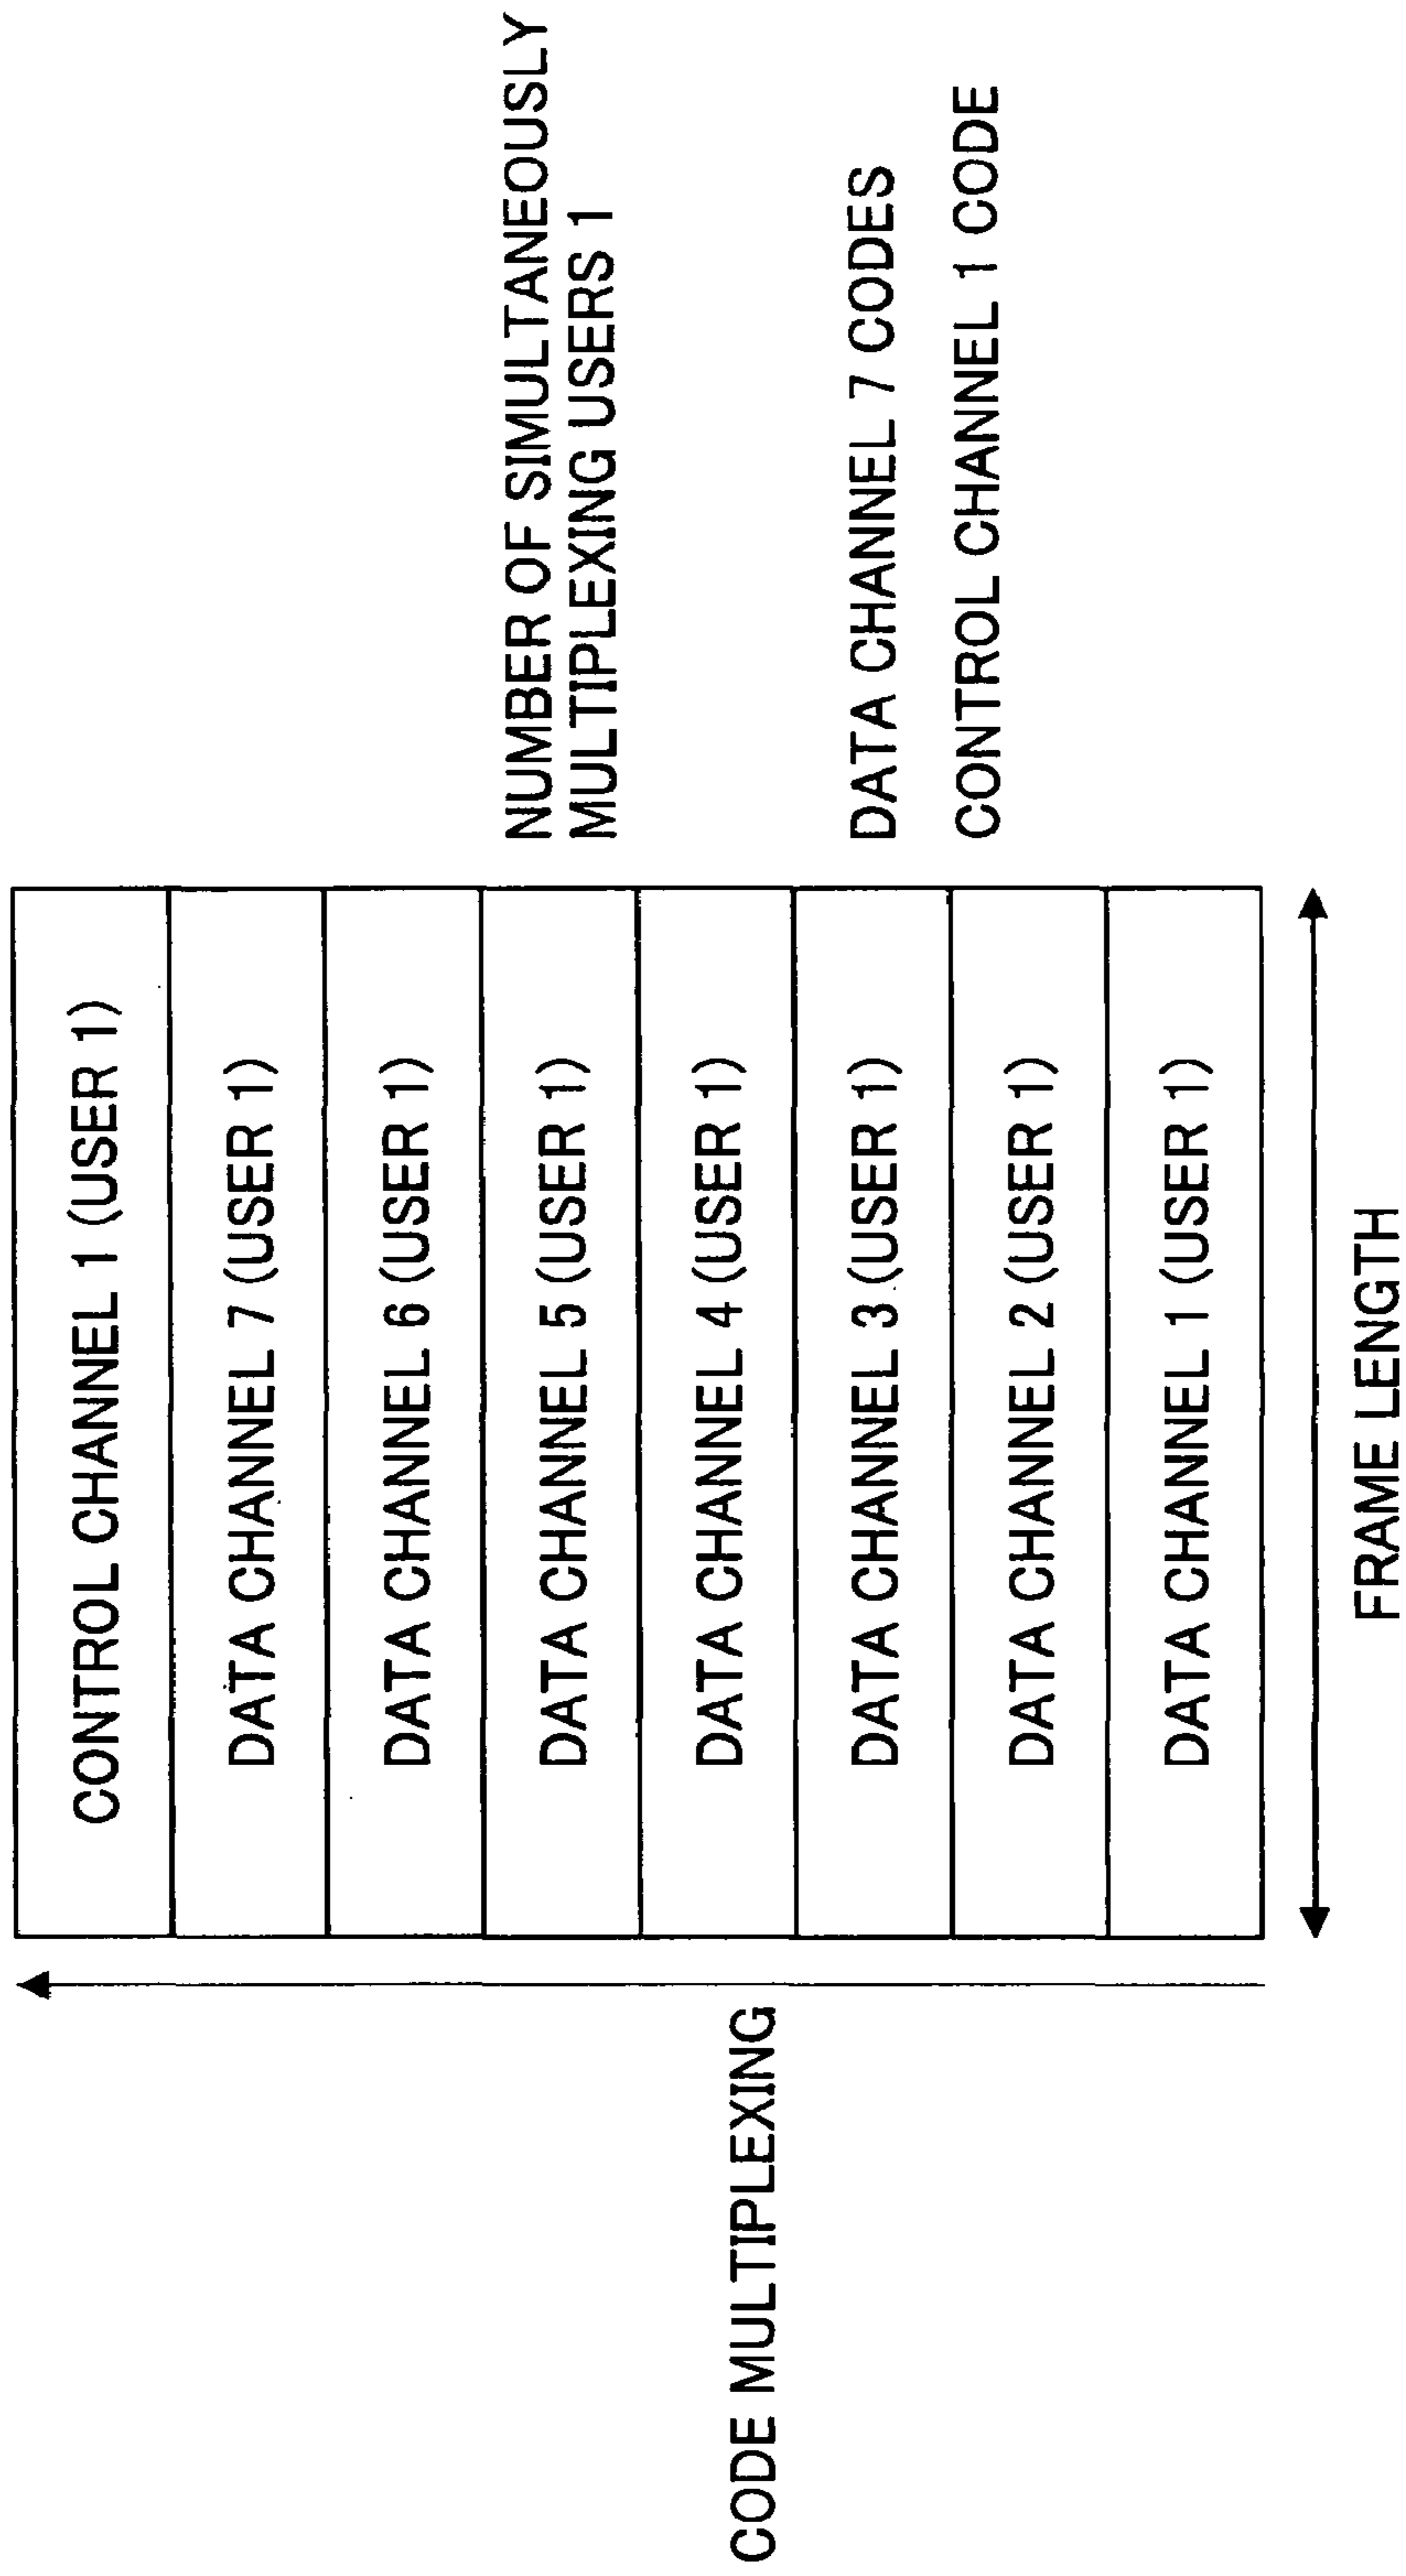 CONTROL CHANNEL 1 (USER 1)
DATA CHANNEL 7 (USER 1)
DATA CHANNEL 6 (USER 1)
DATA CHANNEL 5 (USER 1)
DATA CHANNEL 4 (USER 1)
DATA CHANNEL 3 (USER 1)
DATA CHANNEL 2 (USER 1)
DATA CHANNEL 1 (USER 1)
CODE MULTIPLEXING
FRAME LENGTH
NUMBER OF SIMULTANEOUSLY
MULTIPLEXING USERS 1
DATA CHANNEL 7 CODES
CONTROL CHANNEL 1 CODE